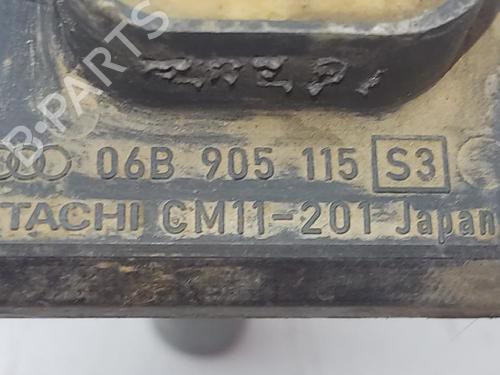 06B 905 115 S3
TACHI CM11-201 Japan
B-PARTS